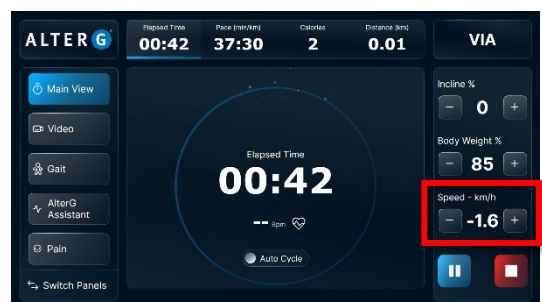 ALTER G
Elapsed Time
00:42
Pace (min/km)
37:30
Calories
2
Distance (km)
0.01
VIA
Main View
Video
Gait
AlterG
Assistant
Pain
Switch Panels
Elapsed Time
00:42
-- Bpm
Auto Cycle
Incline %
− 0 +
Body Weight %
− 85 +
Speed - km/h
− -1.6 +